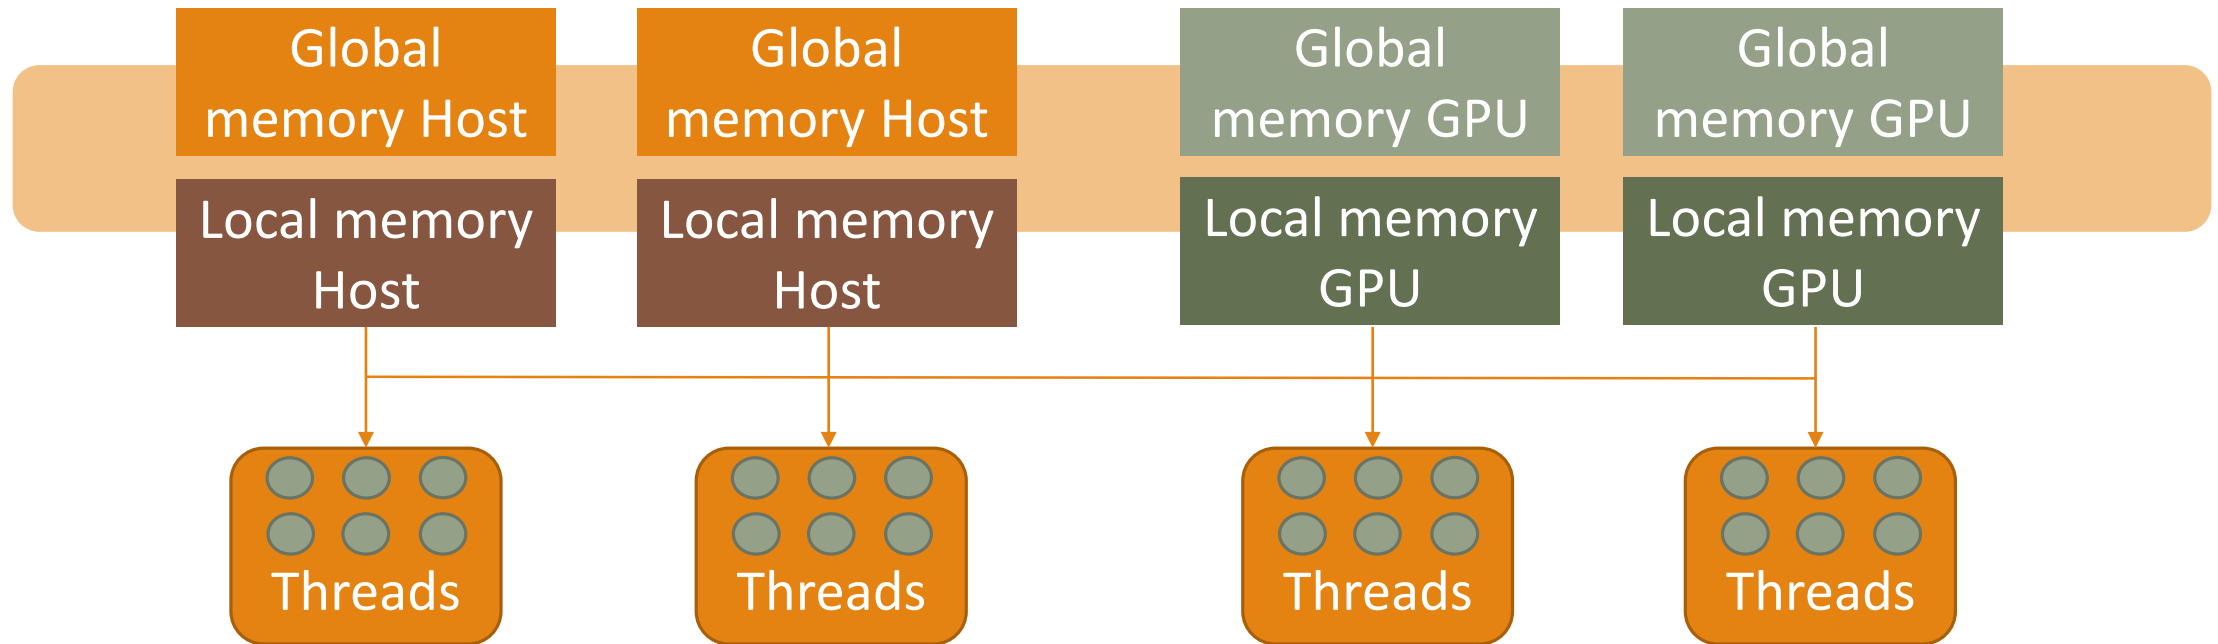 Global
memory Host
Global
memory Host
Global
memory GPU
Global
memory GPU
Local memory
Host
Local memory
Host
Local memory
GPU
Local memory
GPU
Threads
Threads
Threads
Threads